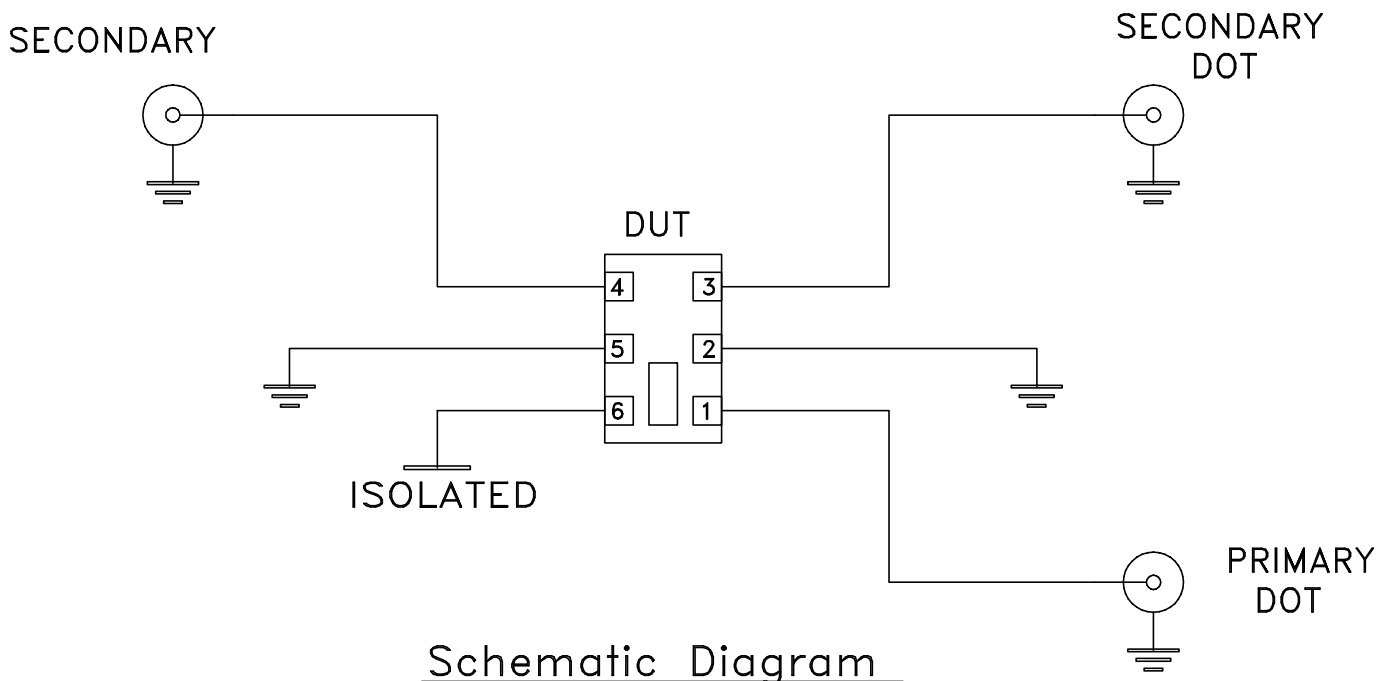 SECONDARY
SECONDARY
DOT
DUT
4 3
5 2
6 1
ISOLATED
PRIMARY
DOT
Schematic Diagram